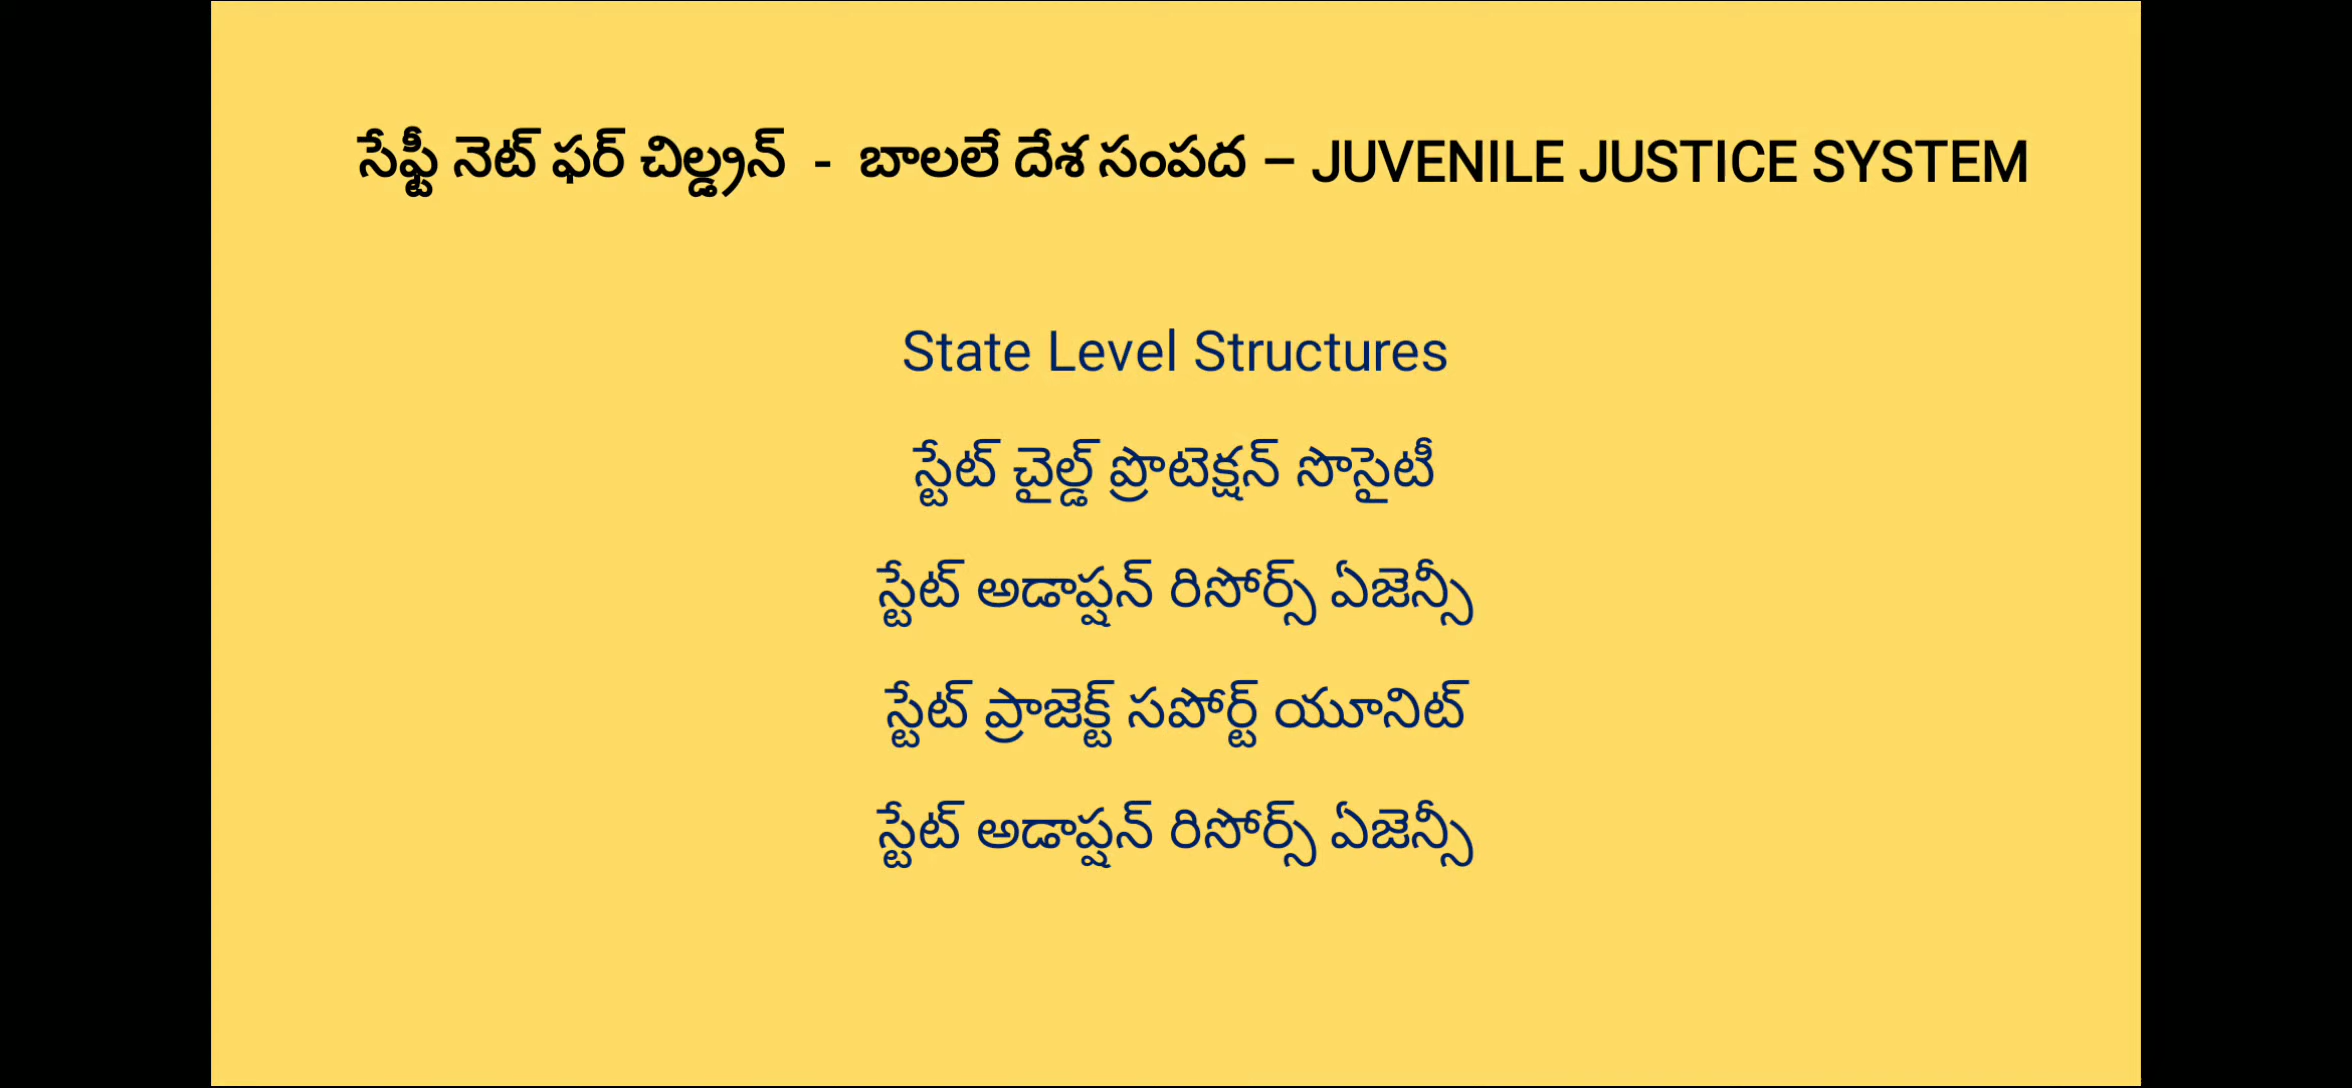 సేఫ్టీ నెట్ ఫర్ చిల్డ్రన్ - బాలలే దేశ సంపద – JUVENILE JUSTICE SYSTEM
State Level Structures
స్టేట్ చైల్డ్ ప్రొటెక్షన్ సొసైటీ
స్టేట్ అడాప్షన్ రిసోర్స్ ఏజెన్సీ
స్టేట్ ప్రాజెక్ట్ సపోర్ట్ యూనిట్
స్టేట్ అడాప్షన్ రిసోర్స్ ఏజెన్సీ